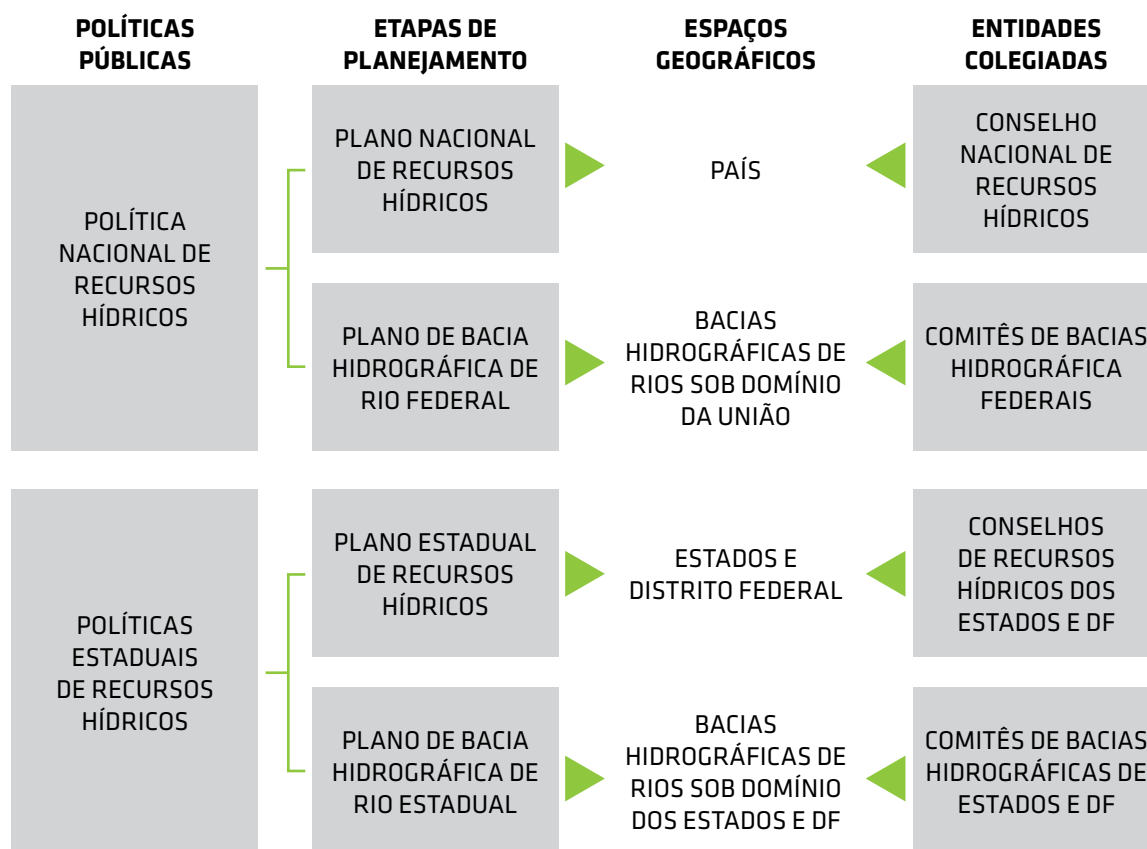 POLÍTICAS
PÚBLICAS
ETAPAS DE
PLANEJAMENTO
ESPAÇOS
GEOGRÁFICOS
ENTIDADES
COLEGIADAS
POLÍTICA
NACIONAL DE
RECURSOS
HÍDRICOS
PLANO NACIONAL
DE RECURSOS
HÍDRICOS
PAÍS
CONSELHO
NACIONAL DE
RECURSOS
HÍDRICOS
PLANO DE BACIA
HIDROGRÁFICA DE
RIO FEDERAL
BACIAS
HIDROGRÁFICAS DE
RIOS SOB DOMÍNIO
DA UNIÃO
COMITÊS DE BACIAS
HIDROGRÁFICA
FEDERAIS
POLÍTICAS
ESTADUAIS
DE RECURSOS
HÍDRICOS
PLANO ESTADUAL
DE RECURSOS
HÍDRICOS
ESTADOS E
DISTRITO FEDERAL
CONSELHOS
DE RECURSOS
HÍDRICOS DOS
ESTADOS E DF
PLANO DE BACIA
HIDROGRÁFICA DE
RIO ESTADUAL
BACIAS
HIDROGRÁFICAS DE
RIOS SOB DOMÍNIO
DOS ESTADOS E DF
COMITÊS DE BACIAS
HIDROGRÁFICAS DE
ESTADOS E DF